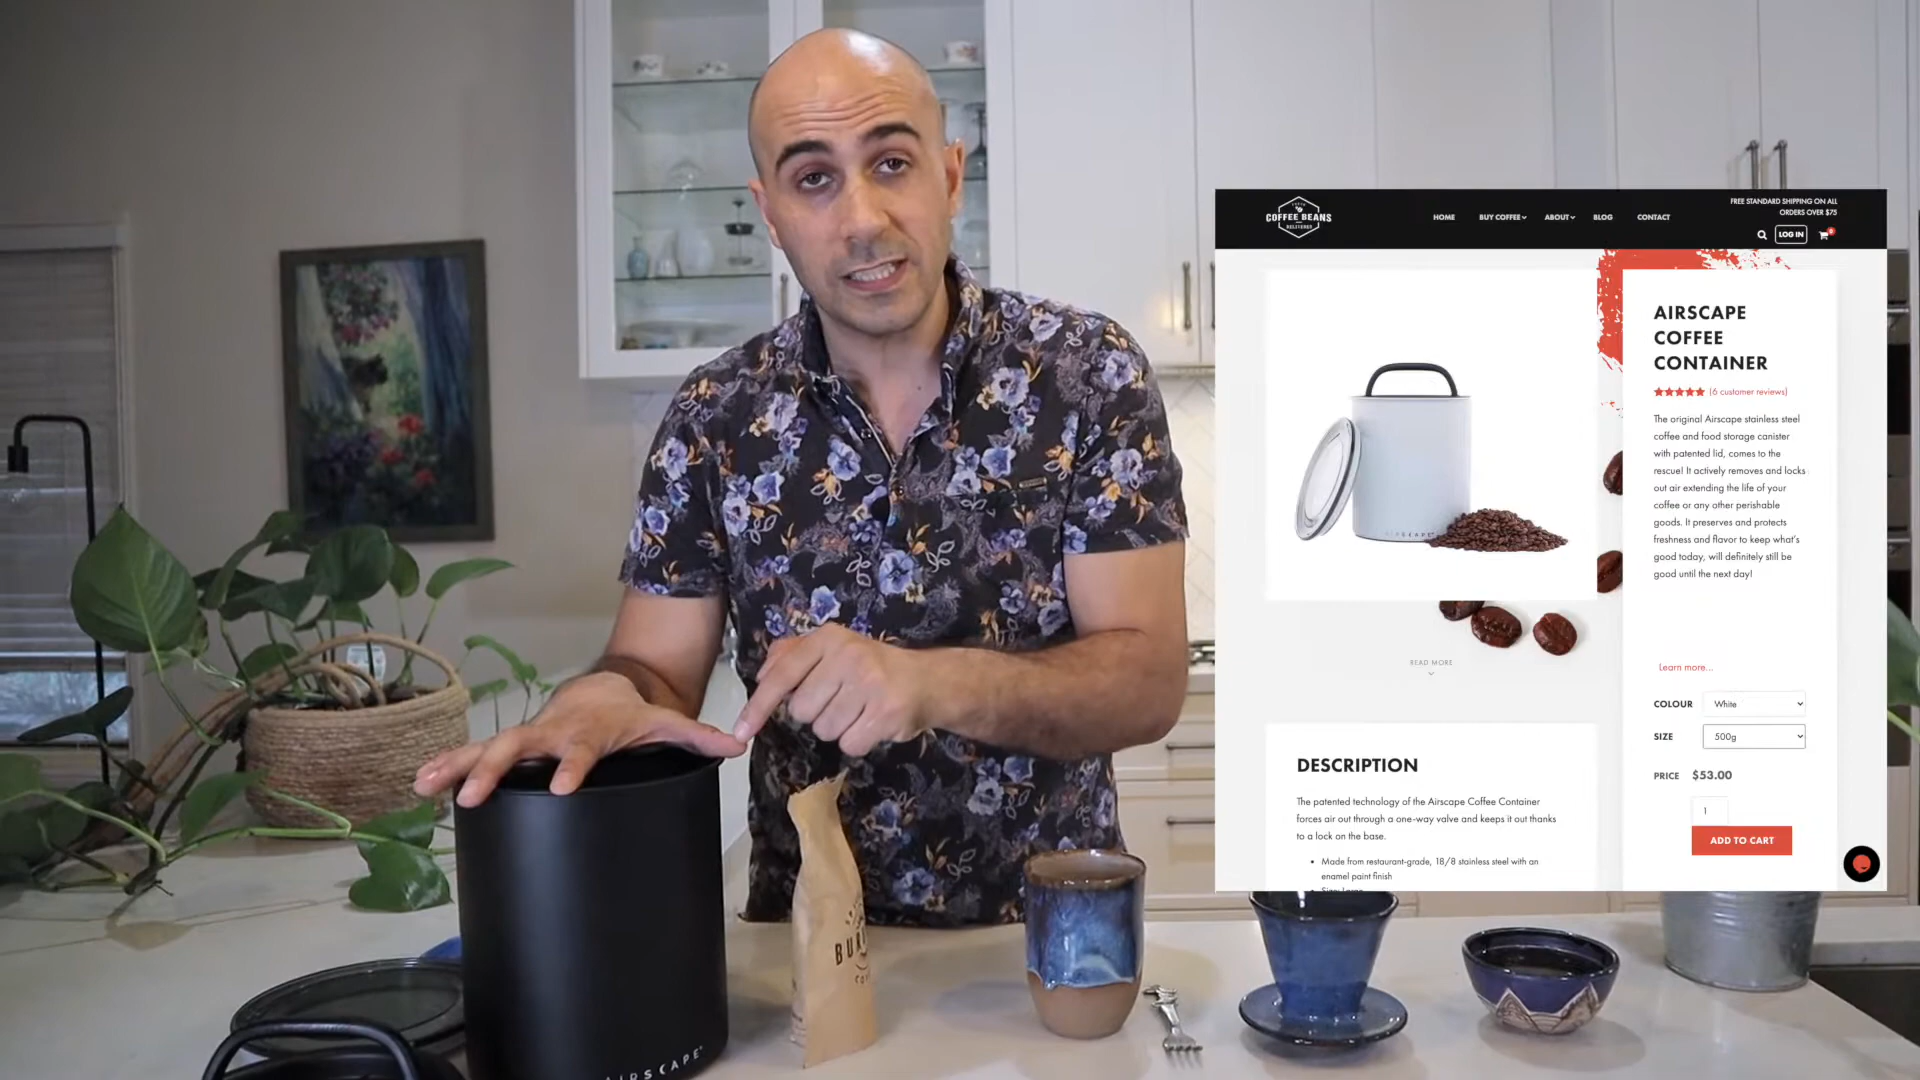 COFFEE BEANS
DELIVERED
HOME
BUY COFFEE
ABOUT
BLOG
CONTACT
FREE STANDARD SHIPPING ON ALL
ORDERS OVER $75
LOG IN
0
AIRSCAPE
COFFEE
CONTAINER
(6 customer reviews)
The original Airscape stainless steel
coffee and food storage canister
with patented lid, comes to the
rescue! It actively removes and locks
out air extending the life of your
coffee or any other perishable
goods. It preserves and protects
freshness and flavor to keep what's
good today, will definitely still be
good until the next day!
Learn more...
COLOUR White
SIZE 500g
PRICE $53.00
1
ADD TO CART
AIRSCAPE
READ MORE
DESCRIPTION
The patented technology of the Airscape Coffee Container
forces air out through a one-way valve and keeps it out thanks
to a lock on the base.
• Made from restaurant-grade, 18/8 stainless steel with an
enamel paint finish
• Size: Large
BUR
CO
AIRSCAPE